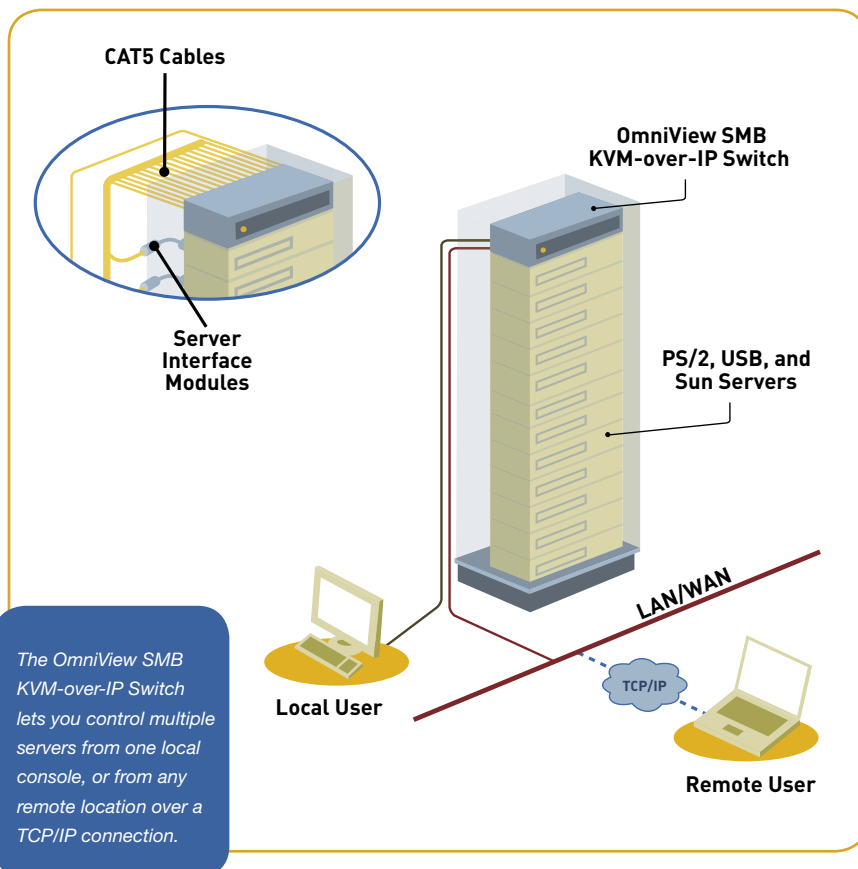 CAT5 Cables
OmniView SMB
KVM-over-IP Switch
Server
Interface
Modules
PS/2, USB, and
Sun Servers
LAN/WAN
TCP/IP
Local User
Remote User
The OmniView SMB
KVM-over-IP Switch
lets you control multiple
servers from one local
console, or from any
remote location over a
TCP/IP connection.